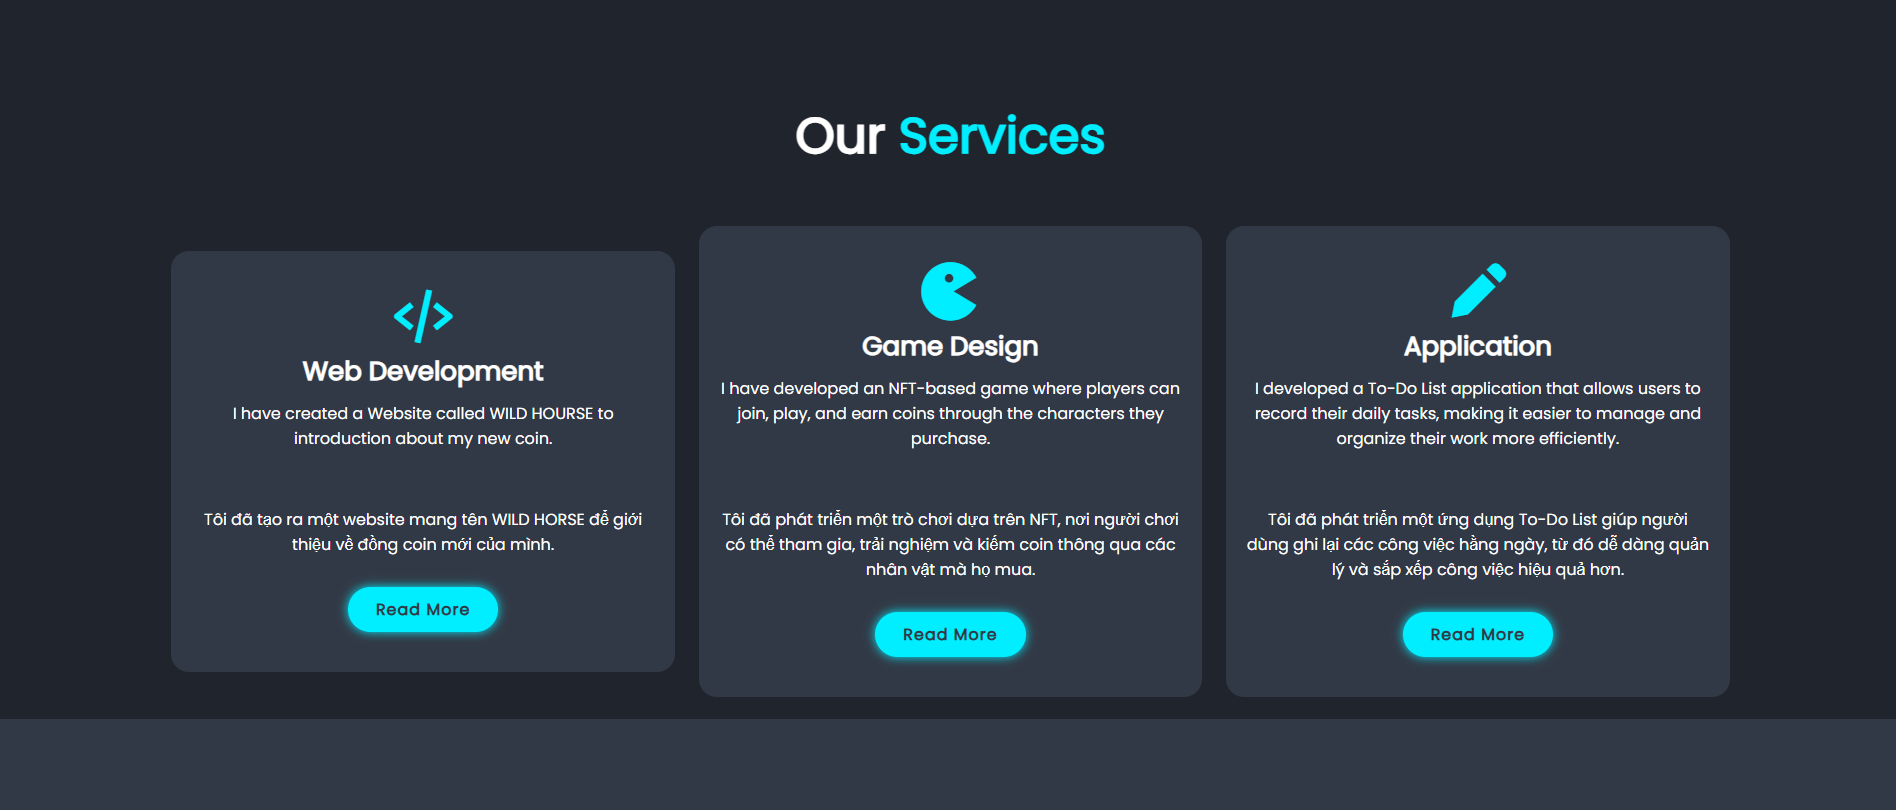 Our Services
Web Development
I have created a Website called WILD HOURSE to
introduction about my new coin.
Tôi đã tạo ra một website mang tên WILD HORSE để giới
thiệu về đồng coin mới của mình.
Read More
Game Design
I have developed an NFT-based game where players can
join, play, and earn coins through the characters they
purchase.
Tôi đã phát triển một trò chơi dựa trên NFT, nơi người chơi
có thể tham gia, trải nghiệm và kiếm coin thông qua các
nhân vật mà họ mua.
Read More
Application
I developed a To-Do List application that allows users to
record their daily tasks, making it easier to manage and
organize their work more efficiently.
Tôi đã phát triển một ứng dụng To-Do List giúp người
dùng ghi lại các công việc hằng ngày, từ đó dễ dàng quản
lý và sắp xếp công việc hiệu quả hơn.
Read More